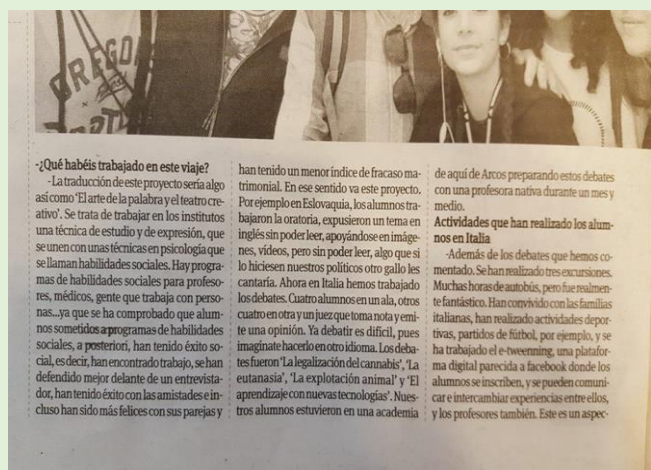 OREGON
-¿Qué habéis trabajado en este viaje?
-La traducción de este proyecto sería algo
así como 'El arte de la palabra y el teatro cre-
ativo'. Se trata de trabajar en los institutos
una técnica de estudio y de expresión, que
se unen con unas técnicas en psicología que
se llaman habilidades sociales. Hay progra-
mas de habilidades sociales para profeso-
res, médicos, gente que trabaja con perso-
nas...ya que se ha comprobado que alum-
nos sometidos a programas de habilidades
sociales, a posteriori, han tenido éxito so-
cial, es decir, han encontrado trabajo, se han
defendido mejor delante de un entrevista-
dor, han tenido éxito con las amistades e in-
cluso han sido más felices con sus parejas y
han tenido un menor índice de fracaso ma-
trimonial. En ese sentido va este proyecto.
Por ejemplo en Eslovaquia, los alumnos tra-
bajaron la oratoria, expusieron un tema en
inglés sin poder leer, apoyándose en imáge-
nes, vídeos, pero sin poder leer, algo que si
lo hiciesen nuestros políticos otro gallo les
cantaría. Ahora en Italia hemos trabajado
los debates. Cuatro alumnos en un ala, otros
cuatro en otra y un juez que toma nota y emi-
te una opinión. Ya debatir es difícil, pues
imagínate hacerlo en otro idioma. Los deba-
tes fueron 'La legalización del cannabis', 'La
eutanasia', 'La explotación animal' y 'El
aprendizaje con nuevas tecnologías'. Nues-
tros alumnos estuvieron en una academia
de aquí de Arcos preparando estos debates
con una profesora nativa durante un mes y
medio.
Actividades que han realizado los alum-
nos en Italia
-Además de los debates que hemos co-
mentado. Se han realizado tres excursiones.
Muchas horas de autobús, pero fue realmen-
te fantástico. Han convivido con las familias
italianas, han realizado actividades depor-
tivas, partidos de fútbol, por ejemplo, y se
ha trabajado el e-tweenning, una platafor-
ma digital parecida a facebook donde los
alumnos se inscriben, y se pueden comuni-
car e intercambiar experiencias entre ellos,
y los profesores también. Este es un aspec-